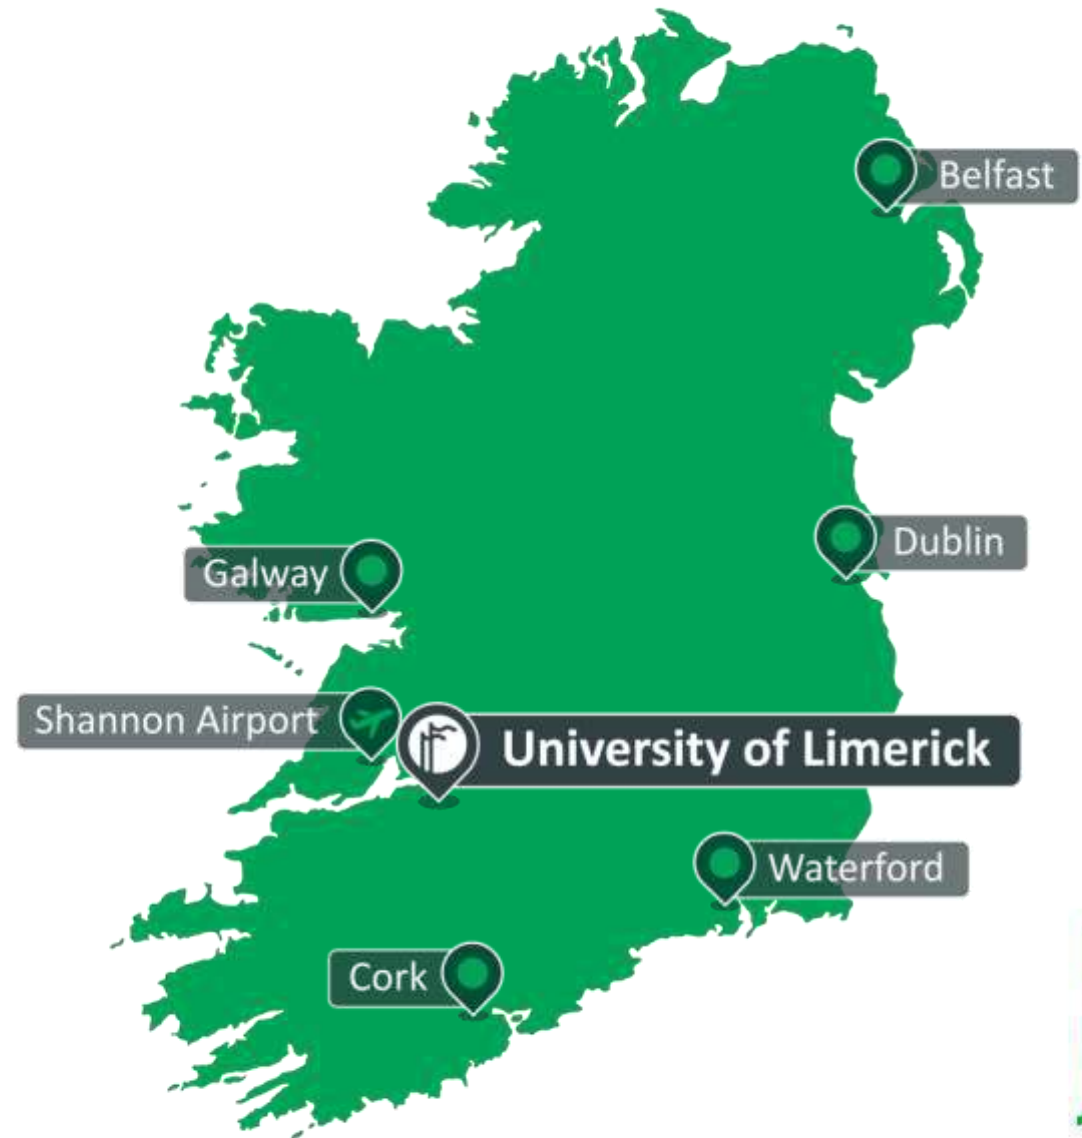 Belfast
Dublin
Galway
Shannon Airport
University of Limerick
Waterford
Cork